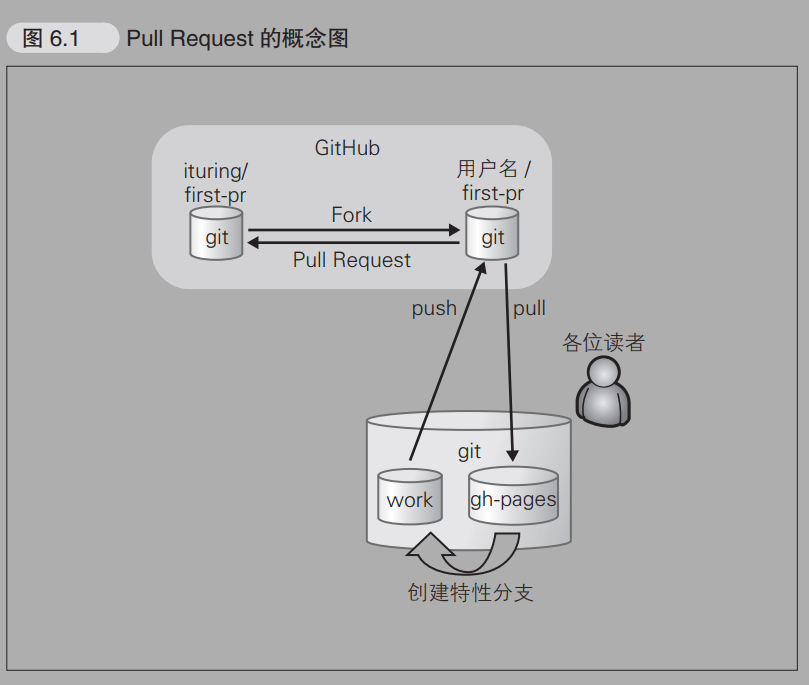 图 6.1 Pull Request 的概念图
GitHub
ituring/
first-pr
git
用户名 /
first-pr
git
Fork
Pull Request
push
pull
各位读者
git
work
gh-pages
创建特性分支